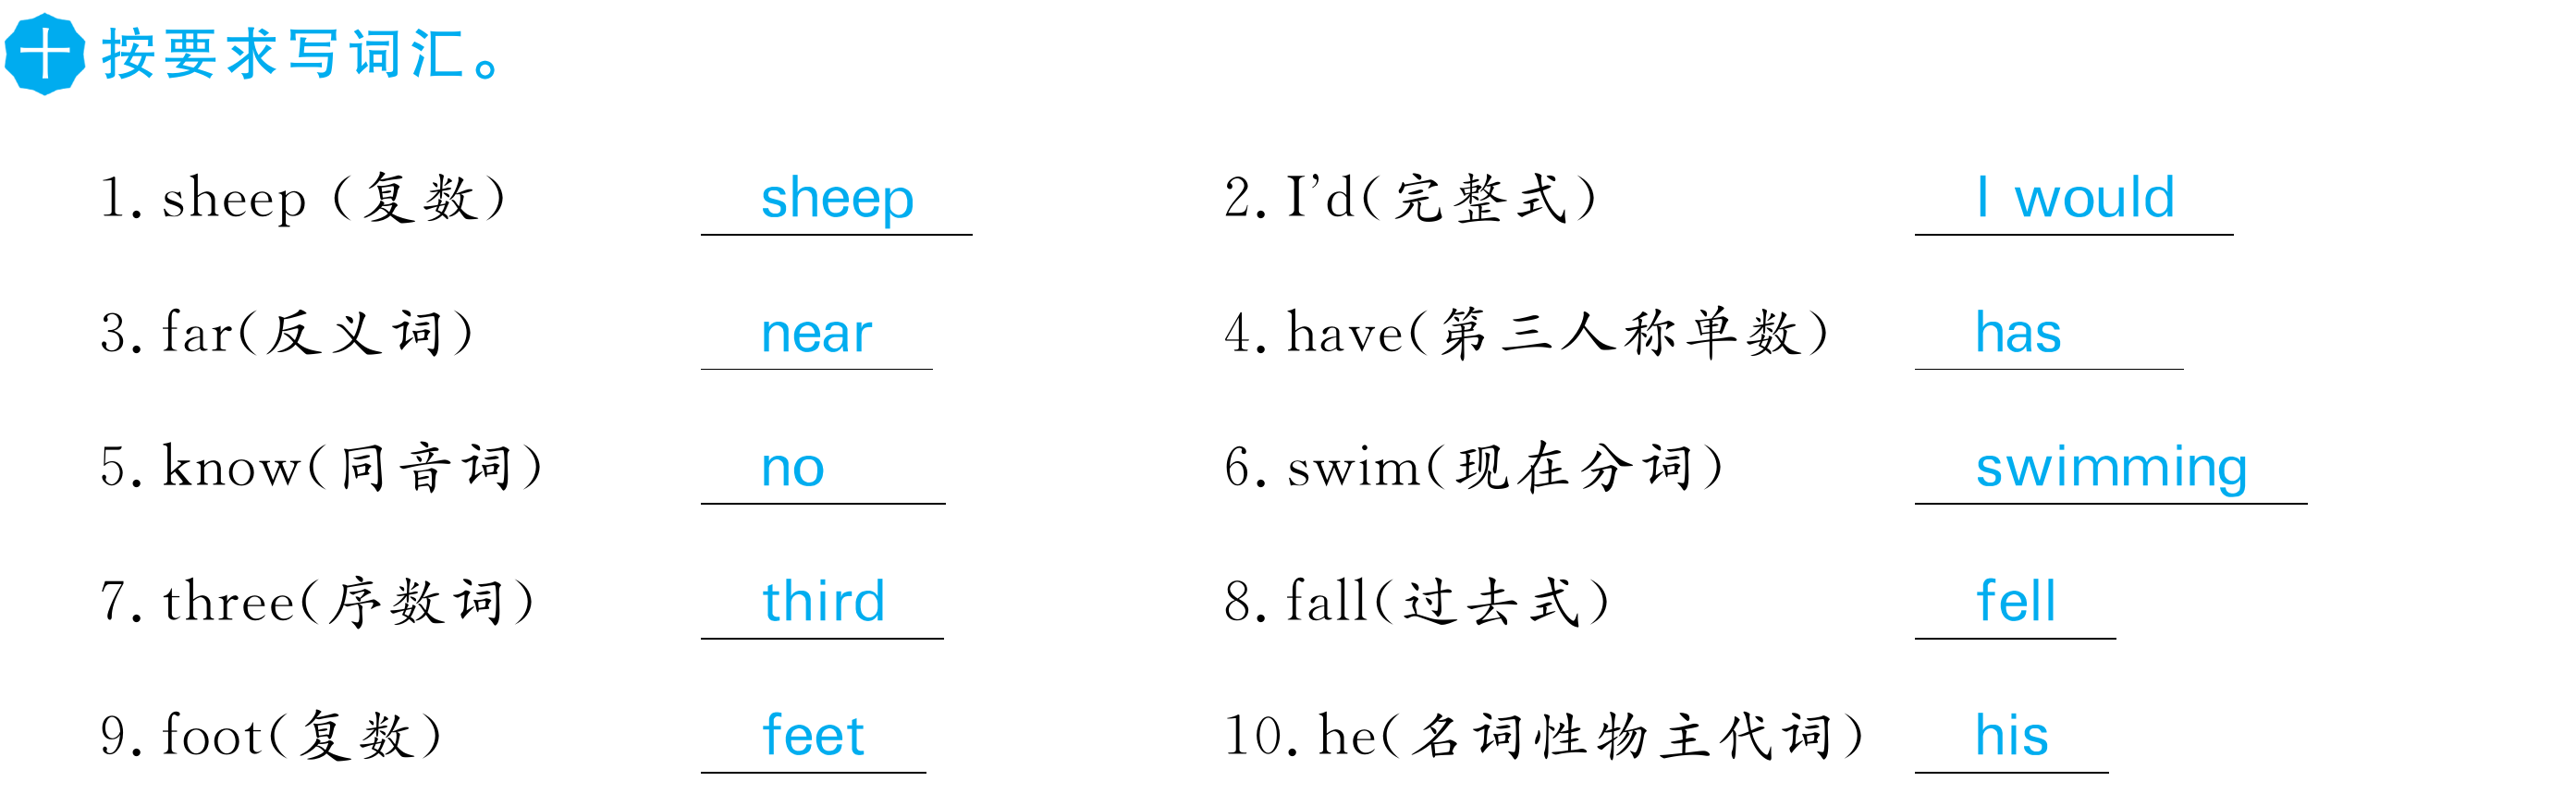 十 按要求写词汇。
1. sheep (复数) sheep 2. I’d(完整式) I would
3. far(反义词) near 4. have(第三人称单数) has
5. know(同音词) no 6. swim(现在分词) swimming
7. three(序数词) third 8. fall(过去式) fell
9. foot(复数) feet 10. he(名词性物主代词) his